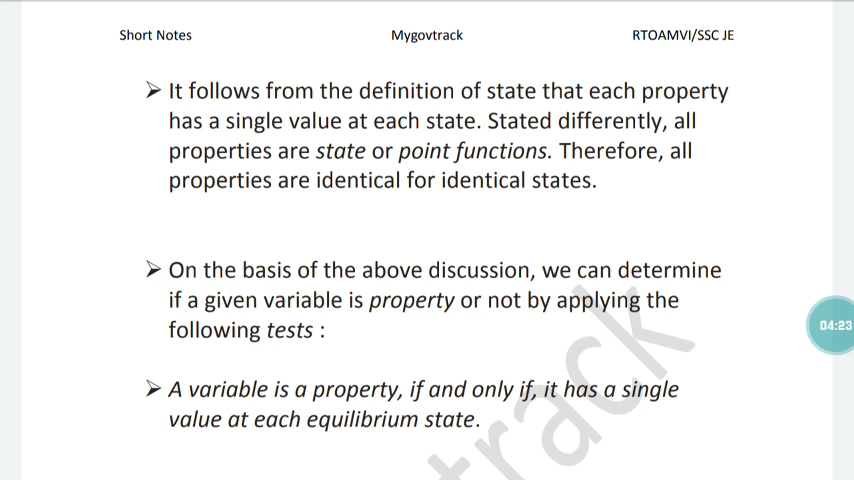 Short Notes Mygovtrack RTOAMVI/SSC JE
➢ It follows from the definition of state that each property
has a single value at each state. Stated differently, all
properties are state or point functions. Therefore, all
properties are identical for identical states.
➢ On the basis of the above discussion, we can determine
if a given variable is property or not by applying the
following tests :
04:23
➢ A variable is a property, if and only if, it has a single
value at each equilibrium state.
track